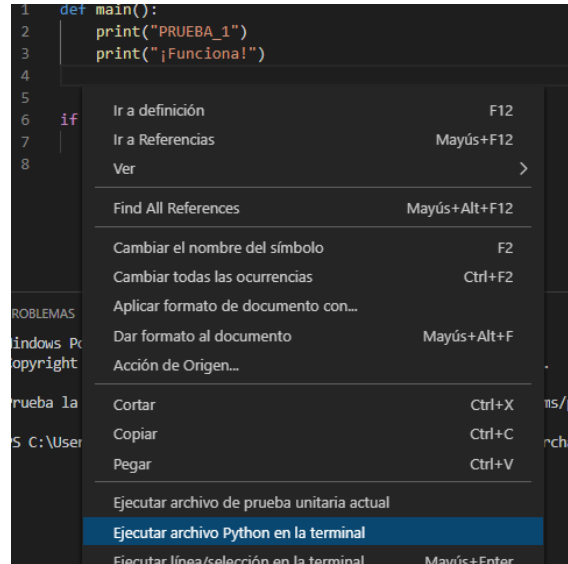 1 def main():
2 print("PRUEBA_1")
3 print("¡Funciona!")
4
5
6 if
7
8
Ir a definición F12
Ir a Referencias Mayús+F12
Ver >
Find All References Mayús+Alt+F12
Cambiar el nombre del símbolo F2
Cambiar todas las ocurrencias Ctrl+F2
Aplicar formato de documento con...
Dar formato al documento Mayús+Alt+F
Acción de Origen...
Cortar Ctrl+X
Copiar Ctrl+C
Pegar Ctrl+V
Ejecutar archivo de prueba unitaria actual
Ejecutar archivo Python en la terminal
Ejecutar línea/selección en la terminal Mayús+Enter
ROBLEMAS
indows Po
opyright .
rueba la ms/p
PS C:\User rcha